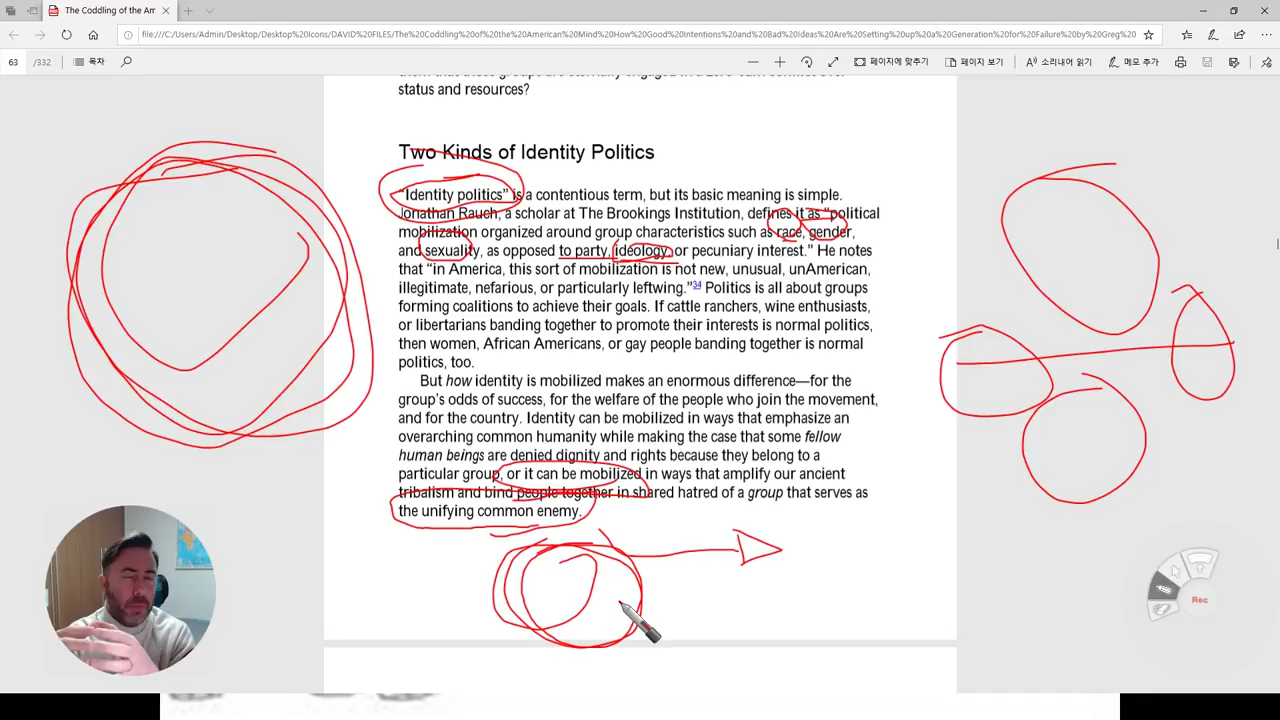 The Coddling of the Am
file:///C:/Users/Admin/Desktop/Desktop%20Icons/DAVID%20FILES/The%20Coddling%20of%20the%20American%20Mind%20How%20Good%20Intentions%20and%20Bad%20Ideas%20Are%20Setting%20up%20a%20Generation%20for%20Failure%20by%20Greg%20
63 /332 목차 페이지에 맞추기 페이지 보기 소리내어 읽기 메모 추가
status and resources?
Two Kinds of Identity Politics
“Identity politics” is a contentious term, but its basic meaning is simple.
Jonathan Rauch, a scholar at The Brookings Institution, defines it as “political
mobilization organized around group characteristics such as race, gender,
and sexuality, as opposed to party, ideology, or pecuniary interest.” He notes
that “in America, this sort of mobilization is not new, unusual, unAmerican,
illegitimate, nefarious, or particularly leftwing.”34 Politics is all about groups
forming coalitions to achieve their goals. If cattle ranchers, wine enthusiasts,
or libertarians banding together to promote their interests is normal politics,
then women, African Americans, or gay people banding together is normal
politics, too.
But how identity is mobilized makes an enormous difference—for the
group’s odds of success, for the welfare of the people who join the movement,
and for the country. Identity can be mobilized in ways that emphasize an
overarching common humanity while making the case that some fellow
human beings are denied dignity and rights because they belong to a
particular group, or it can be mobilized in ways that amplify our ancient
tribalism and bind people together in shared hatred of a group that serves as
the unifying common enemy.
Rec